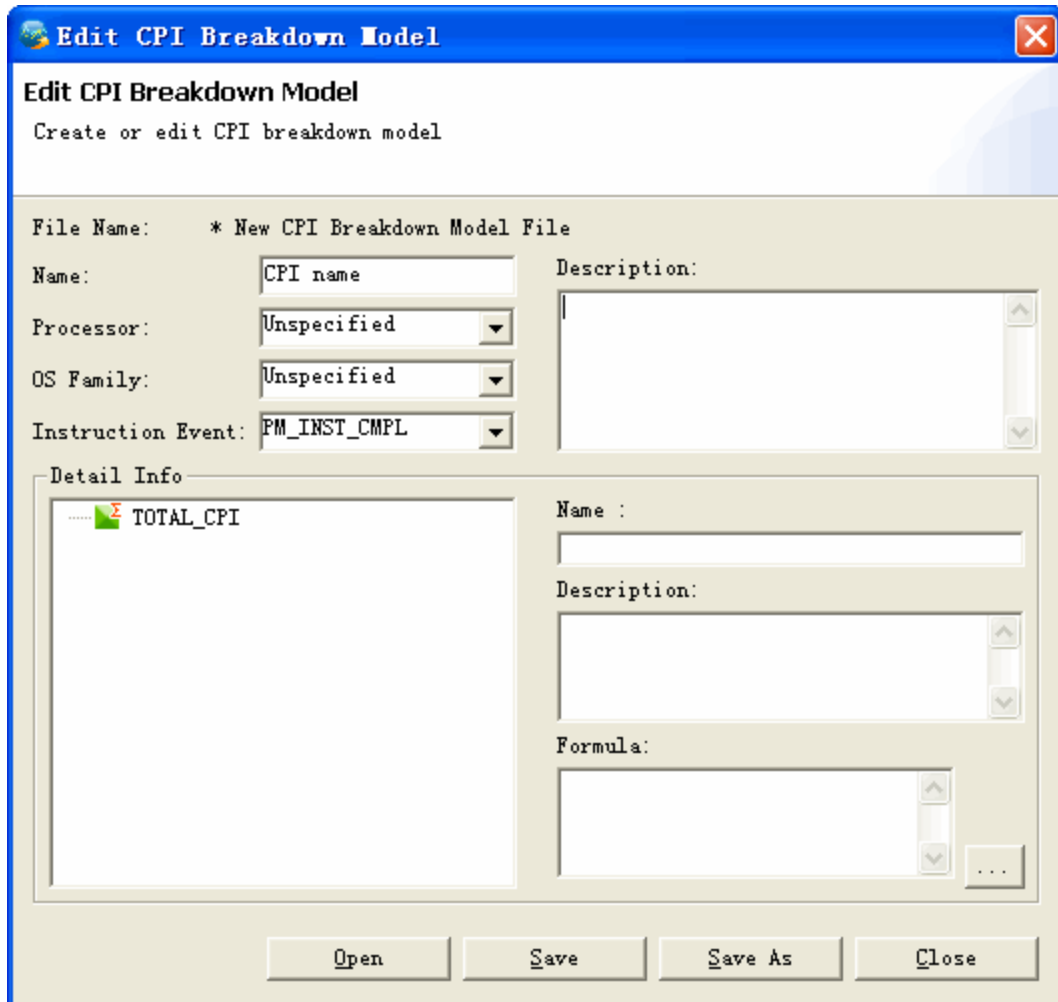 Edit CPI Breakdown Model
Edit CPI Breakdown Model
Create or edit CPI breakdown model
File Name: * New CPI Breakdown Model File
Name: CPI name
Description:
Processor: Unspecified
OS Family: Unspecified
Instruction Event: PM_INST_CMPL
Detail Info
TOTAL_CPI
Name :
Description:
Formula:
...
Open Save Save As Close